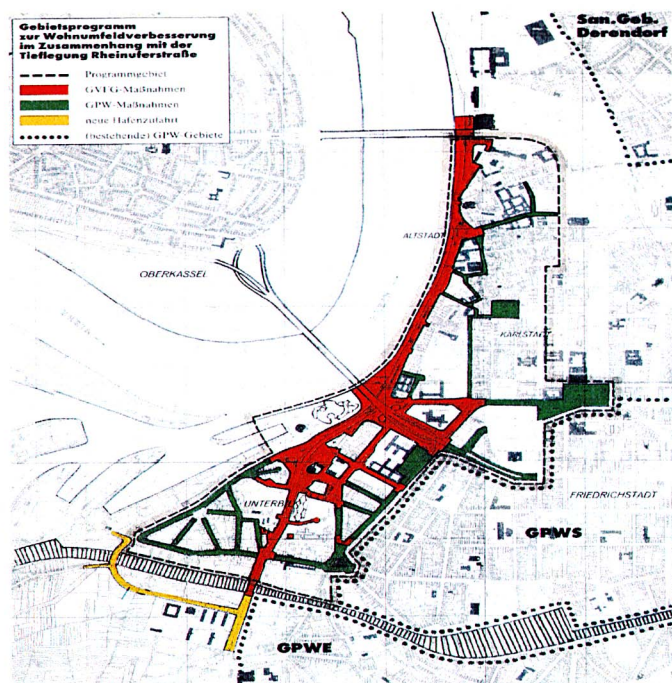 Gebietsprogramm
zur Wohnumfeldverbesserung
im Zusammenhang mit der
Tieflegung Rheinuferstraße
Programmgebiet
GVFG-Maßnahmen
GPW-Maßnahmen
neue Hafenzufahrt
(bestehende) GPW-Gebiete
San.Geb.
Derendorf
ALTSTADT
OBERKASSEL
KARLSTADT
UNTERBILK
FRIEDRICHSTADT
GPWS
GPWE